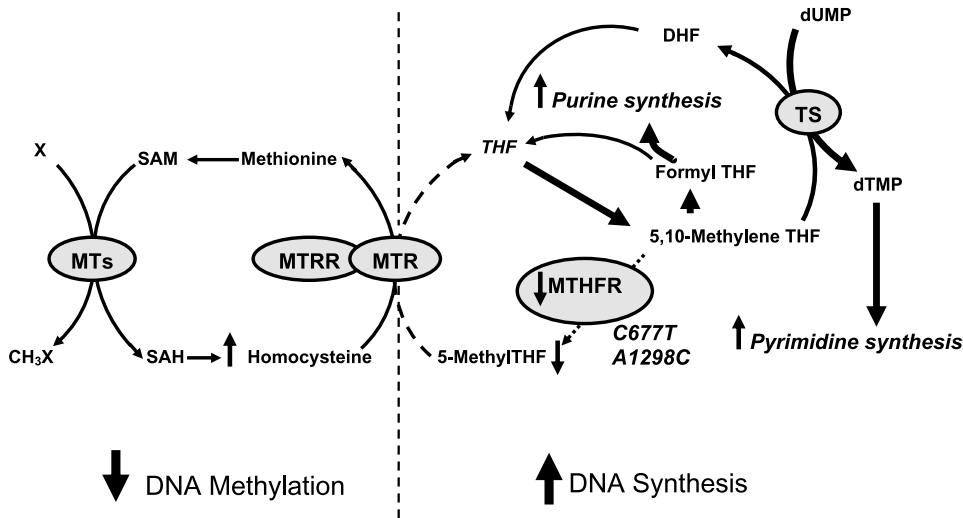 dUMP
DHF
Purine synthesis
TS
X
SAM
Methionine
THF
Formyl THF
dTMP
5,10-Methylene THF
MTs
MTRR
MTR
MTHFR
C677T
A1298C
Pyrimidine synthesis
CH₃X
SAH
Homocysteine
5-MethylTHF
DNA Methylation
DNA Synthesis